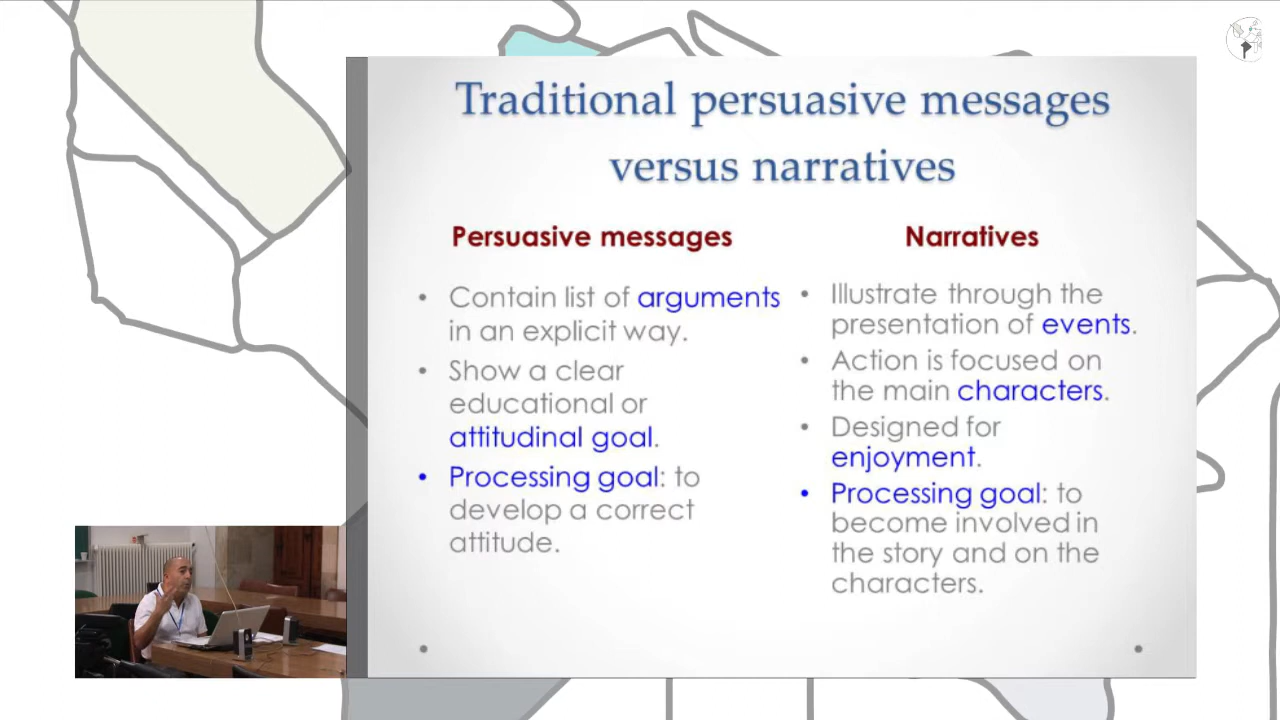 Traditional persuasive messages
versus narratives
Persuasive messages
• Contain list of arguments
in an explicit way.
• Show a clear
educational or
attitudinal goal.
• Processing goal: to
develop a correct
attitude.
Narratives
• Illustrate through the
presentation of events.
• Action is focused on
the main characters.
• Designed for
enjoyment.
• Processing goal: to
become involved in
the story and on the
characters.